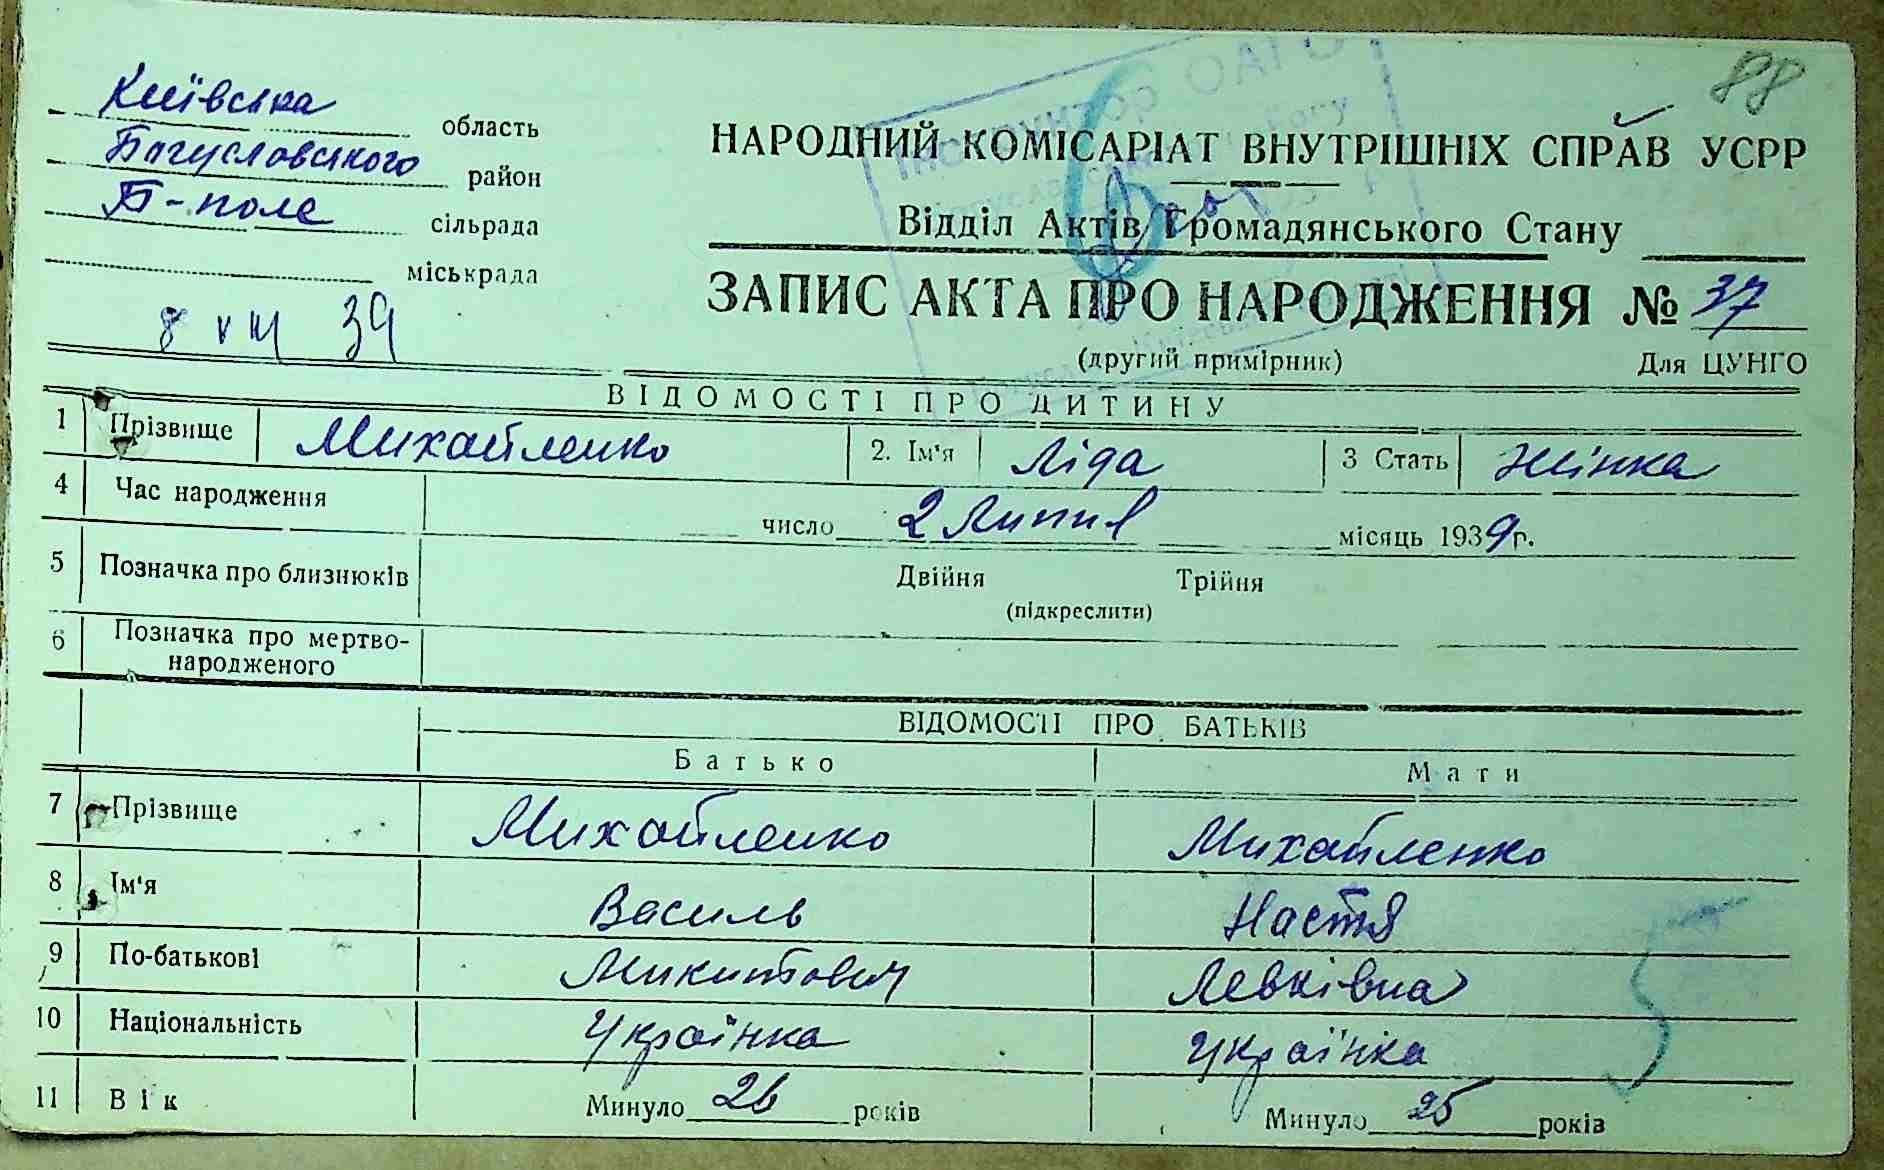 88
Київська область
Богуславського район
Б-поле сільрада
міськрада
8 VIII 39
НАРОДНИЙ КОМІСАРІАТ ВНУТРІШНІХ СПРАВ УСРР
Відділ Актів Громадянського Стану
ЗАПИС АКТА ПРО НАРОДЖЕННЯ № 37
(другий примірник) Для ЦУНГО
ВІДОМОСТІ ПРО ДИТИНУ
1 Прізвище Михайленко 2. Ім'я Ліда 3 Стать Жінка
4 Час народження число 2 Липня місяць 1939 р.
5 Позначка про близнюків Двійня Трійня
(підкреслити)
6 Позначка про мертво-
народженого
ВІДОМОСТІ ПРО БАТЬКІВ
Батько Мати
7 Прізвище Михайленко Михайленко
8 Ім'я Василь Настя
9 По-батькові Микитович Левківна
10 Національність Українка Українка
11 Вік Минуло 26 років Минуло 25 років